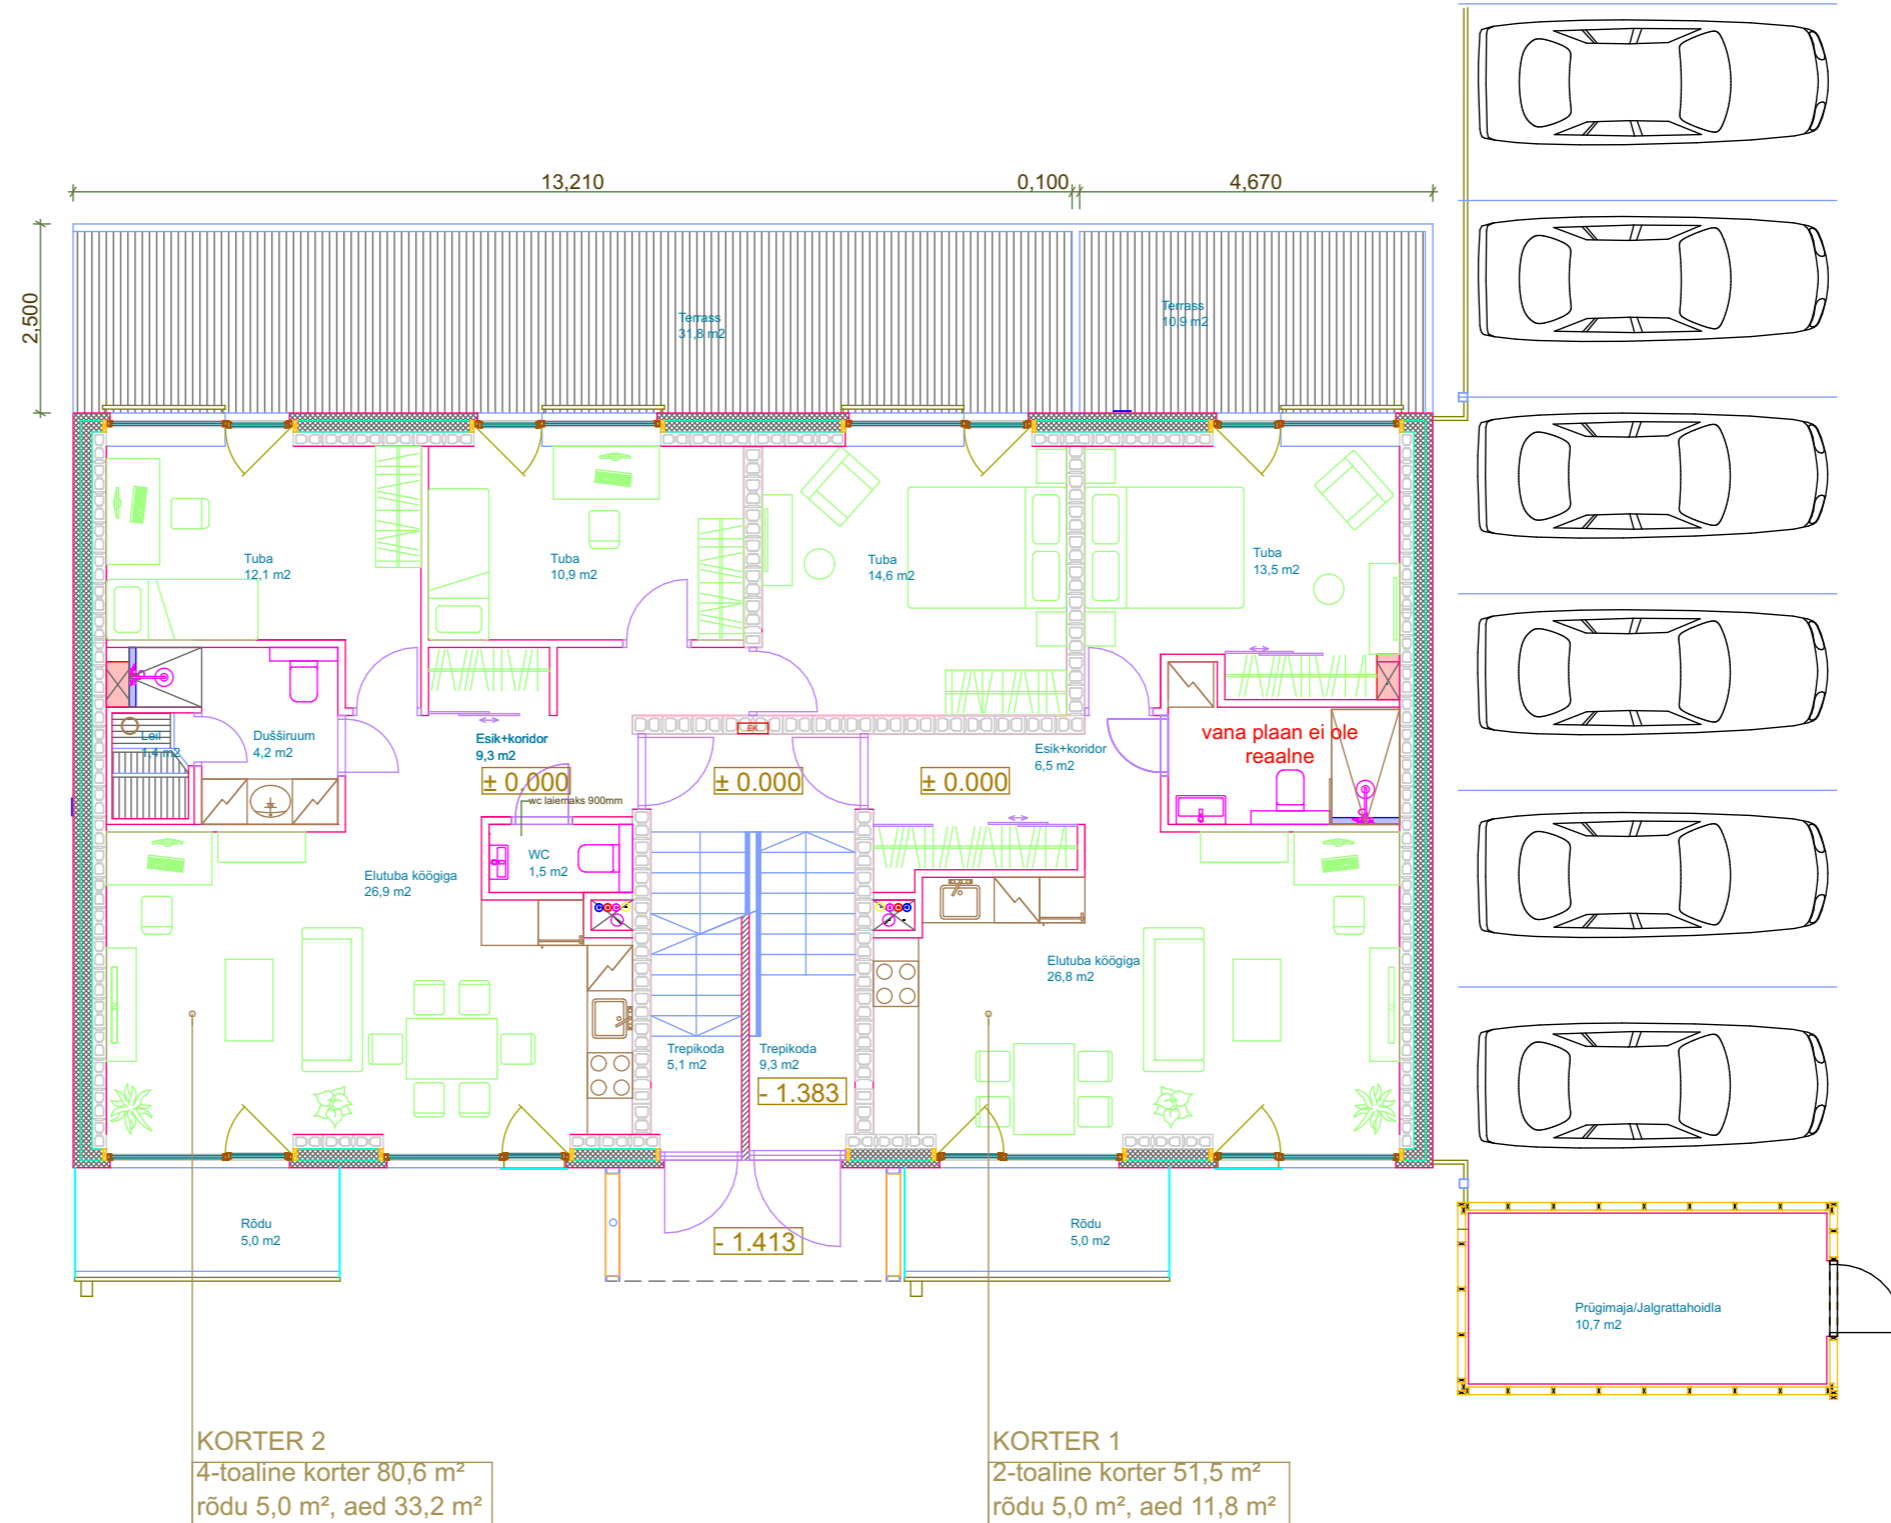 13,210
0,100
4,670
2,500
Terrass
31,8 m2
Terrass
10,9 m2
Tuba
12,1 m2
Tuba
10,9 m2
Tuba
14,6 m2
Tuba
13,5 m2
Leil
1,4 m2
Dušširuum
4,2 m2
Esik+koridor
9,3 m2
± 0.000
wc laiemaks 900mm
EK
± 0.000
± 0.000
Esik+koridor
6,5 m2
vana plaan ei ole
reaalne
WC
1,5 m2
Elutuba köögiga
26,9 m2
Elutuba köögiga
26,8 m2
Trepikoda
5,1 m2
Trepikoda
9,3 m2
- 1.383
- 1.413
Rõdu
5,0 m2
Rõdu
5,0 m2
Prügimaja/Jalgrattahoidla
10,7 m2
KORTER 2
4-toaline korter 80,6 m²
rõdu 5,0 m², aed 33,2 m²
KORTER 1
2-toaline korter 51,5 m²
rõdu 5,0 m², aed 11,8 m²